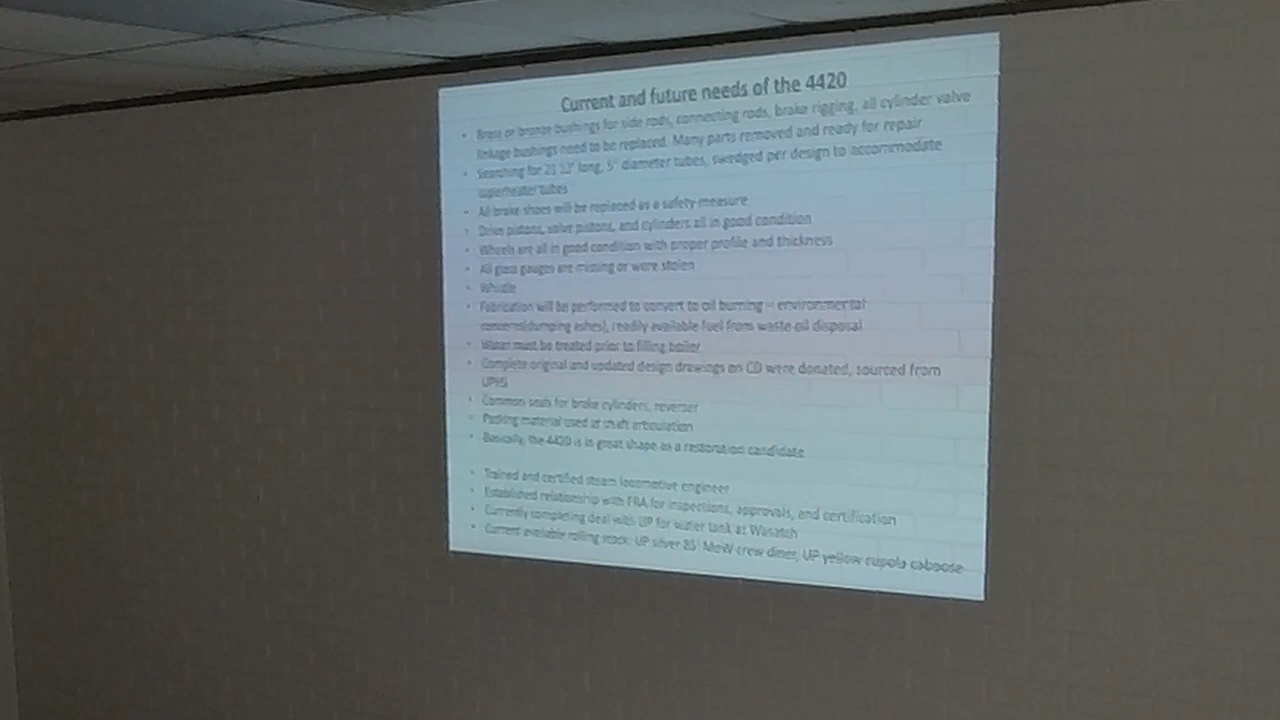 Current and future needs of the 4420
• Brass or bronze bushings for side rods, connecting rods, brake rigging, all cylinder valve
linkage bushings need to be replaced. Many parts removed and ready for repair
• Searching for 21 12' long, 5" diameter tubes, swedged per design to accommodate
superheater tubes
• All brake shoes will be replaced as a safety measure
• Drive pistons, valve pistons, and cylinders all in good condition
• Wheels are all in good condition with proper profile and thickness
• All glass gauges are missing or were stolen
• Whistle
• Fabrication will be performed to convert to oil burning – environmental
concerns(dumping ashes), readily available fuel from waste oil disposal
• Water must be treated prior to filling boiler
• Complete original and updated design drawings on CD were donated, sourced from
UPHS
• Common seals for brake cylinders, reverser
• Packing material used at shaft articulation
• Basically, the 4420 is in great shape as a restoration candidate
• Trained and certified steam locomotive engineer
• Established relationship with FRA for inspections, approvals, and certification
• Currently completing deal with UP for water tank at Wasatch
• Current available rolling stock: UP silver 85' MoW crew diner, UP yellow cupola caboose